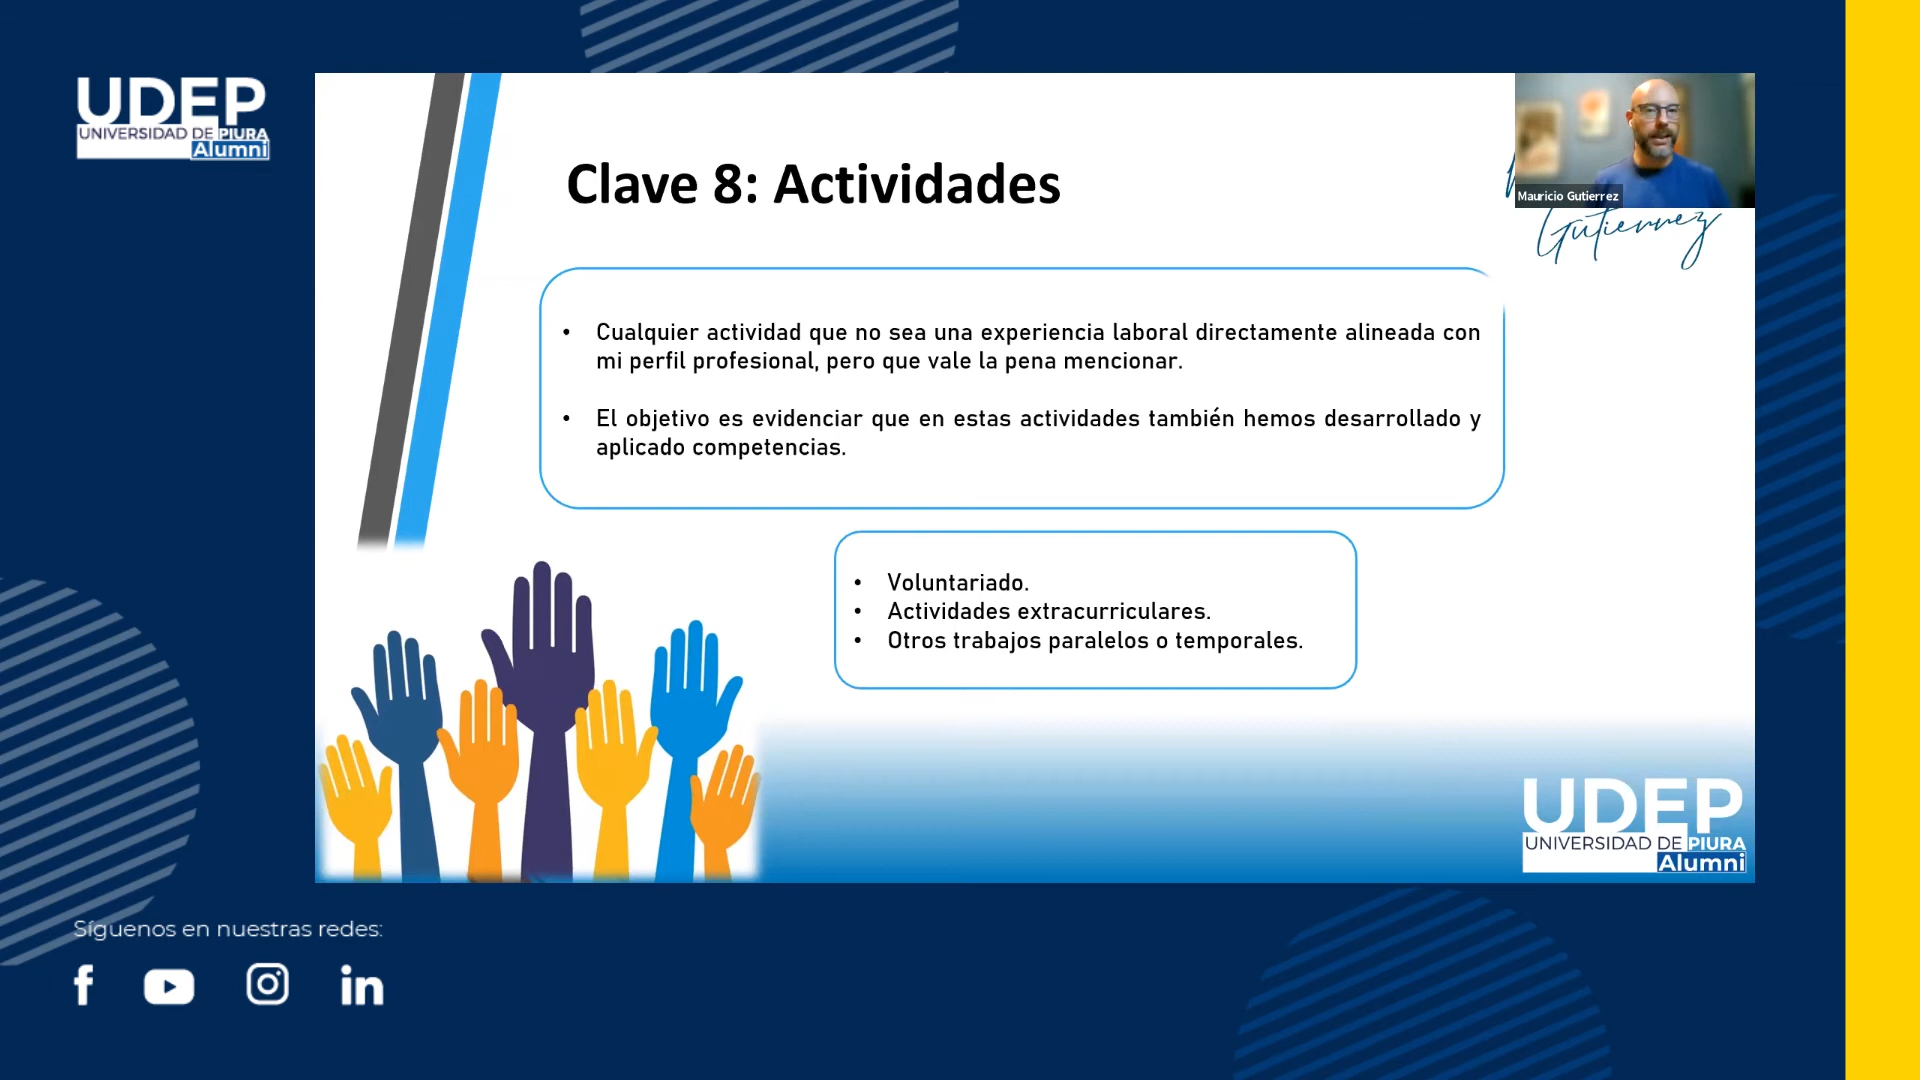 UDEP
UNIVERSIDAD DE PIURA
Alumni
Clave 8: Actividades
Mauricio Gutierrez
Gutierrez
• Cualquier actividad que no sea una experiencia laboral directamente alineada con
mi perfil profesional, pero que vale la pena mencionar.
• El objetivo es evidenciar que en estas actividades también hemos desarrollado y
aplicado competencias.
• Voluntariado.
• Actividades extracurriculares.
• Otros trabajos paralelos o temporales.
UDEP
UNIVERSIDAD DE PIURA
Alumni
Síguenos en nuestras redes: